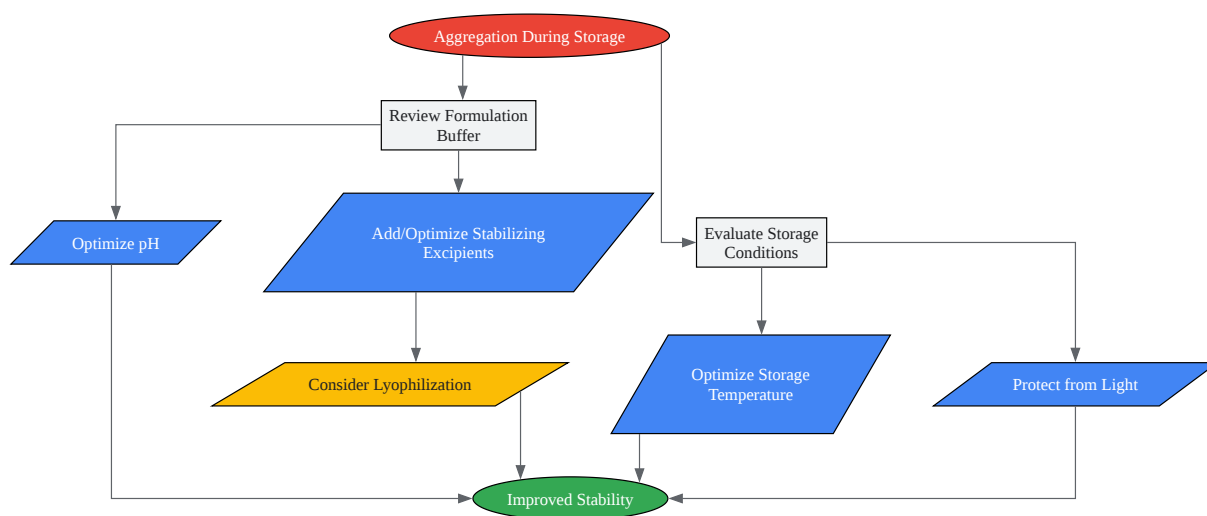 Aggregation During Storage
Review Formulation
Buffer
Optimize pH
Add/Optimize Stabilizing
Excipients
Evaluate Storage
Conditions
Consider Lyophilization
Optimize Storage
Temperature
Protect from Light
Improved Stability